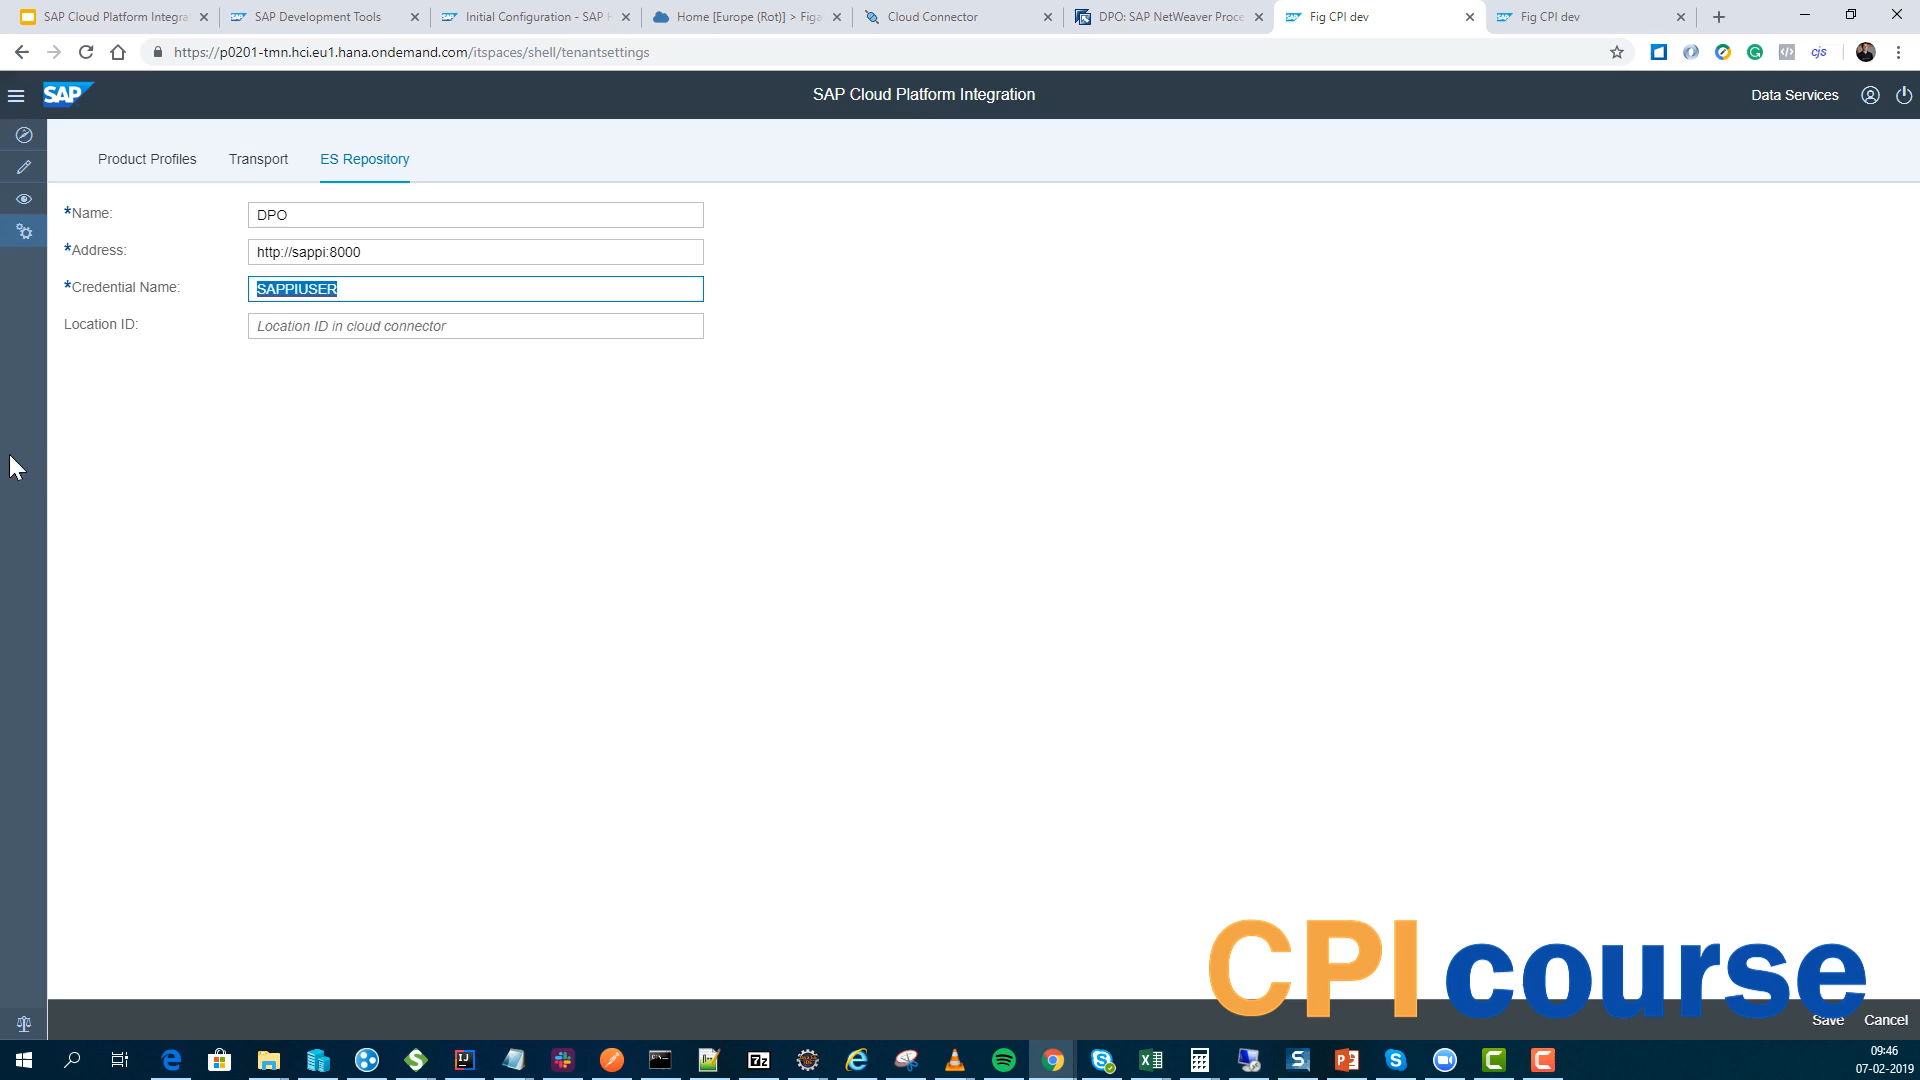 SAP Cloud Platform Integra
SAP Development Tools
Initial Configuration - SAP H
Home [Europe (Rot)] > Figa
Cloud Connector
DPO: SAP NetWeaver Proce
Fig CPI dev
Fig CPI dev
https://p0201-tmn.hci.eu1.hana.ondemand.com/itspaces/shell/tenantsettings
cjs
SAP
SAP Cloud Platform Integration
Data Services
Product Profiles
Transport
ES Repository
*Name:
DPO
*Address:
http://sappi:8000
*Credential Name:
SAPPIUSER
Location ID:
Location ID in cloud connector
CPI course
Save
Cancel
09:46
07-02-2019